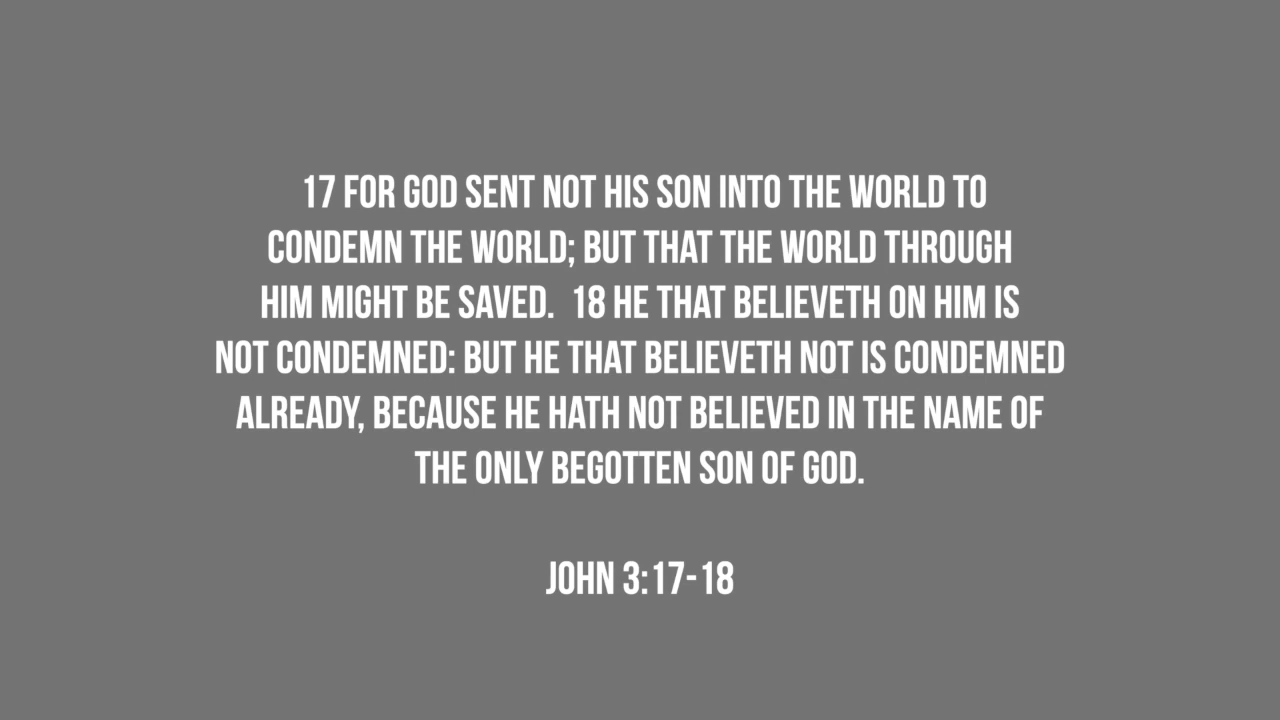 17 FOR GOD SENT NOT HIS SON INTO THE WORLD TO
CONDEMN THE WORLD; BUT THAT THE WORLD THROUGH
HIM MIGHT BE SAVED.  18 HE THAT BELIEVETH ON HIM IS
NOT CONDEMNED: BUT HE THAT BELIEVETH NOT IS CONDEMNED
ALREADY, BECAUSE HE HATH NOT BELIEVED IN THE NAME OF
THE ONLY BEGOTTEN SON OF GOD.
JOHN 3:17-18